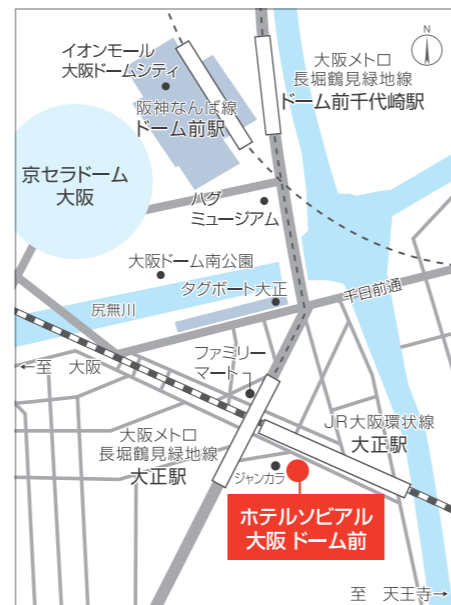 N
イオンモール
大阪ドームシティ
大阪メトロ
長堀鶴見緑地線
ドーム前千代崎駅
阪神なんば線
ドーム前駅
京セラドーム
大阪
ハグ
ミュージアム
大阪ドーム南公園
タグボート大正
千日前通
尻無川
←至 大阪
ファミリー
マート
JR大阪環状線
大正駅
大阪メトロ
長堀鶴見緑地線
大正駅
ジャンカラ
ホテルソビアル
大阪 ドーム前
至 天王寺→